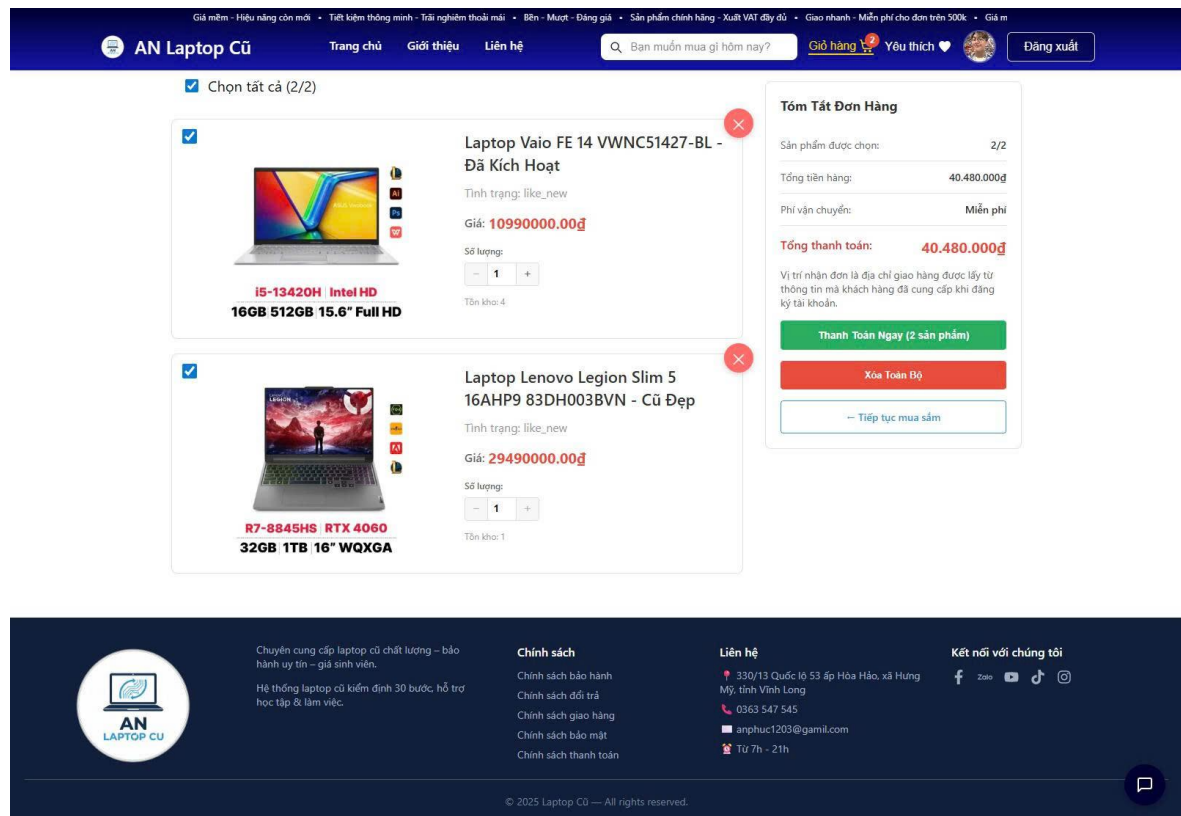 Giá mềm - Hiệu năng còn mới • Tiết kiệm thông minh - Trải nghiệm thoải mái • Bền - Mượt - Đáng giá • Sản phẩm chính hãng - Xuất VAT đầy đủ • Giao nhanh - Miễn phí cho đơn trên 500k • Giá m
AN Laptop Cũ Trang chủ Giới thiệu Liên hệ Bạn muốn mua gì hôm nay? Giỏ hàng 2 Yêu thích Đăng xuất
Chọn tất cả (2/2)
Laptop Vaio FE 14 VWNC51427-BL -
Đã Kích Hoạt
Tình trạng: like_new
Giá: 10990000.00₫
Số lượng:
− 1 +
Tồn kho: 4
Ai
Ps
i5-13420H Intel HD
16GB 512GB 15.6" Full HD
Laptop Lenovo Legion Slim 5
16AHP9 83DH003BVN - Cũ Đẹp
Tình trạng: like_new
Giá: 29490000.00₫
Số lượng:
− 1 +
Tồn kho: 1
LEGION
R7-8845HS RTX 4060
32GB 1TB 16" WQXGA
Tóm Tắt Đơn Hàng
Sản phẩm được chọn: 2/2
Tổng tiền hàng: 40.480.000₫
Phí vận chuyển: Miễn phí
Tổng thanh toán: 40.480.000₫
Vị trí nhận đơn là địa chỉ giao hàng được lấy từ
thông tin mà khách hàng đã cung cấp khi đăng
ký tài khoản.
Thanh Toán Ngay (2 sản phẩm)
Xóa Toàn Bộ
← Tiếp tục mua sắm
AN
LAPTOP CU
Chuyên cung cấp laptop cũ chất lượng – bảo
hành uy tín – giá sinh viên.
Hệ thống laptop cũ kiểm định 30 bước, hỗ trợ
học tập & làm việc.
Chính sách
Chính sách bảo hành
Chính sách đổi trả
Chính sách giao hàng
Chính sách bảo mật
Chính sách thanh toán
Liên hệ
330/13 Quốc lộ 53 ấp Hòa Hảo, xã Hưng
Mỹ, tỉnh Vĩnh Long
0363 547 545
anphuc1203@gamil.com
Từ 7h - 21h
Kết nối với chúng tôi
Zalo
© 2025 Laptop Cũ — All rights reserved.